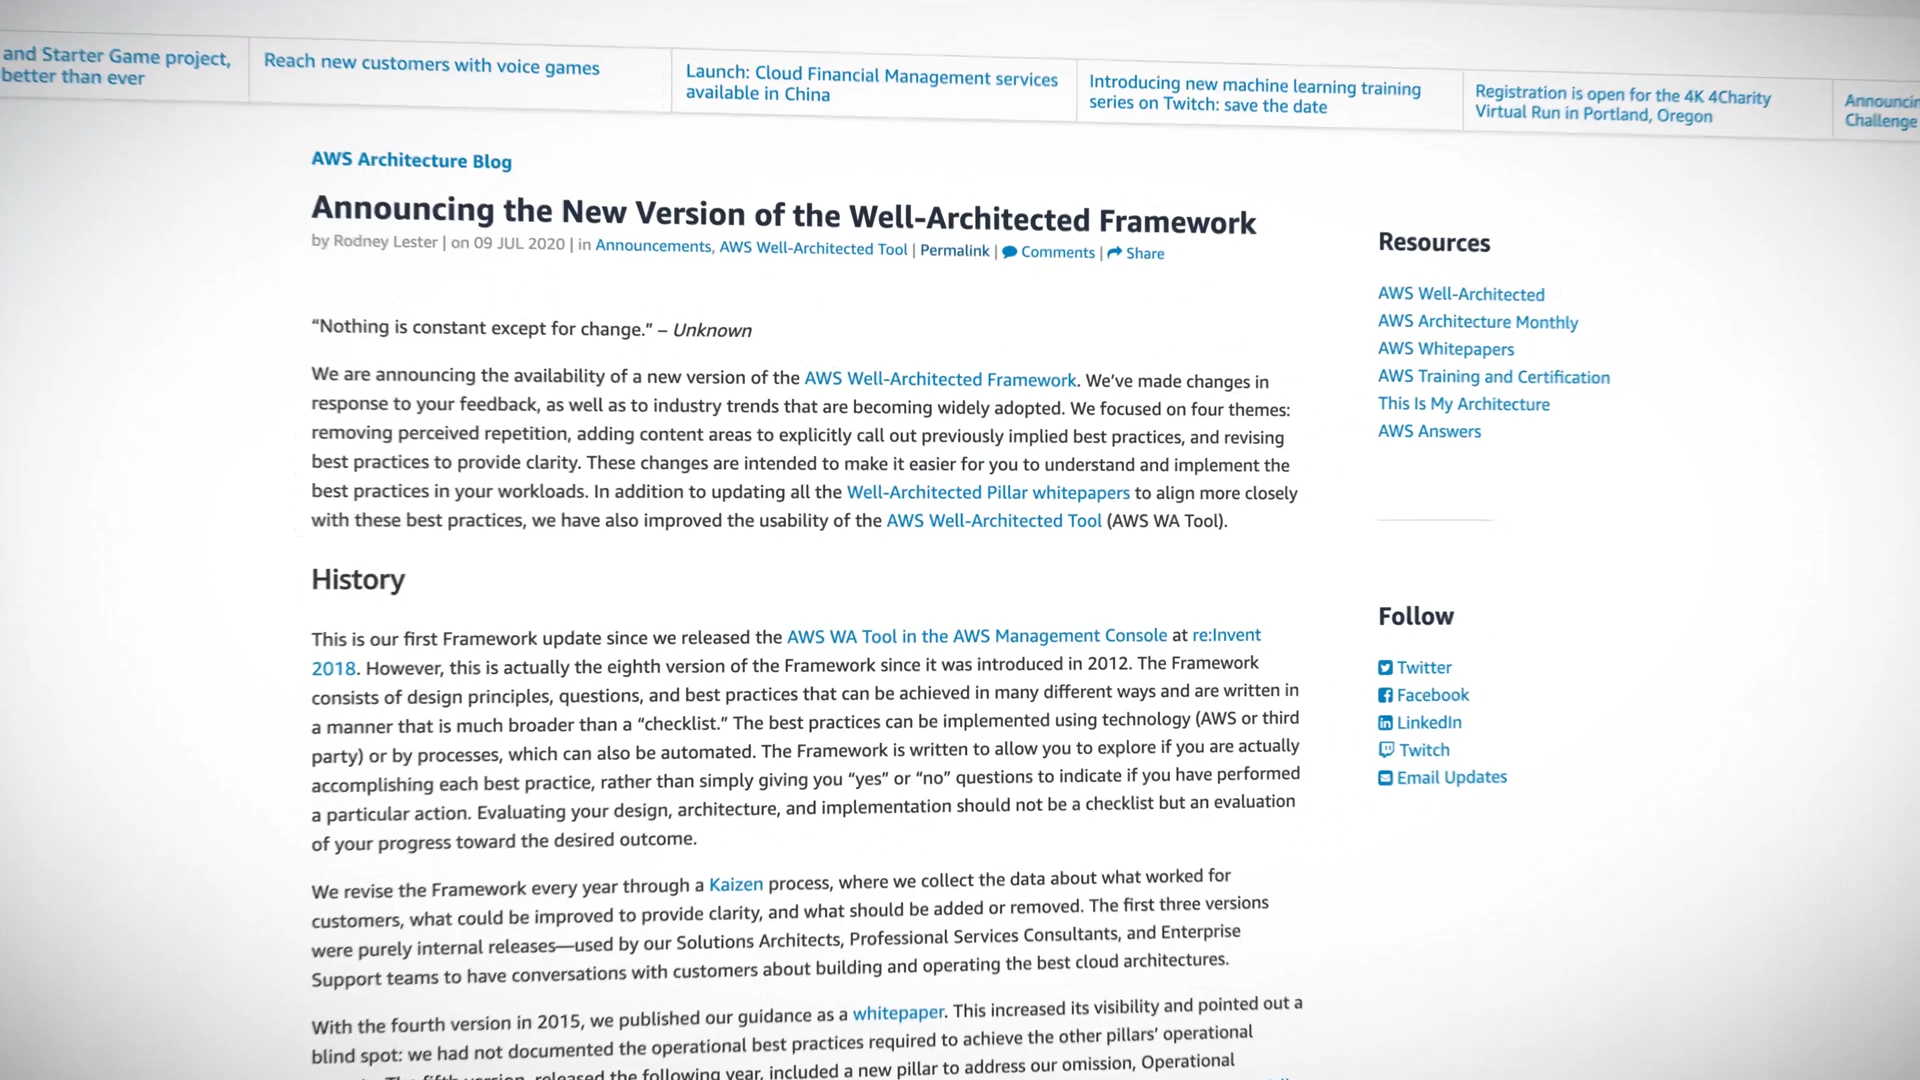 and Starter Game project,
better than ever
Reach new customers with voice games
Launch: Cloud Financial Management services
available in China
Introducing new machine learning training
series on Twitch: save the date
Registration is open for the 4K 4Charity
Virtual Run in Portland, Oregon
Challenge
AWS Architecture Blog
Announcing the New Version of the Well-Architected Framework
by Rodney Lester | on 09 JUL 2020 | in Announcements, AWS Well-Architected Tool | Permalink | Comments | Share
“Nothing is constant except for change.” – Unknown
We are announcing the availability of a new version of the AWS Well-Architected Framework. We’ve made changes in
response to your feedback, as well as to industry trends that are becoming widely adopted. We focused on four themes:
removing perceived repetition, adding content areas to explicitly call out previously implied best practices, and revising
best practices to provide clarity. These changes are intended to make it easier for you to understand and implement the
best practices in your workloads. In addition to updating all the Well-Architected Pillar whitepapers to align more closely
with these best practices, we have also improved the usability of the AWS Well-Architected Tool (AWS WA Tool).
History
This is our first Framework update since we released the AWS WA Tool in the AWS Management Console at re:Invent
2018. However, this is actually the eighth version of the Framework since it was introduced in 2012. The Framework
consists of design principles, questions, and best practices that can be achieved in many different ways and are written in
a manner that is much broader than a “checklist.” The best practices can be implemented using technology (AWS or third
party) or by processes, which can also be automated. The Framework is written to allow you to explore if you are actually
accomplishing each best practice, rather than simply giving you “yes” or “no” questions to indicate if you have performed
a particular action. Evaluating your design, architecture, and implementation should not be a checklist but an evaluation
of your progress toward the desired outcome.
We revise the Framework every year through a Kaizen process, where we collect the data about what worked for
customers, what could be improved to provide clarity, and what should be added or removed. The first three versions
were purely internal releases—used by our Solutions Architects, Professional Services Consultants, and Enterprise
Support teams to have conversations with customers about building and operating the best cloud architectures.
With the fourth version in 2015, we published our guidance as a whitepaper. This increased its visibility and pointed out a
blind spot: we had not documented the operational best practices required to achieve the other pillars’ operational
released the following year, included a new pillar to address our omission, Operational
Resources
AWS Well-Architected
AWS Architecture Monthly
AWS Whitepapers
AWS Training and Certification
This Is My Architecture
AWS Answers
Follow
Twitter
Facebook
LinkedIn
Twitch
Email Updates